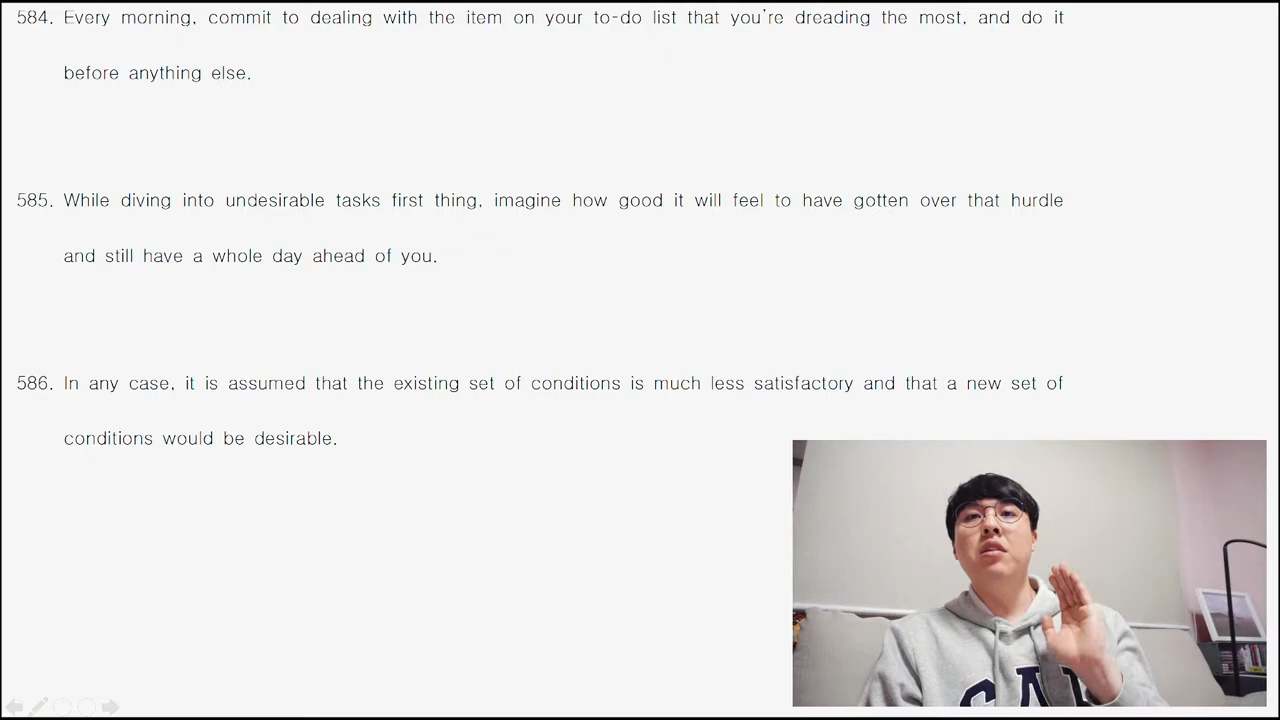 584. Every morning, commit to dealing with the item on your to-do list that you're dreading the most, and do it
before anything else.
585. While diving into undesirable tasks first thing, imagine how good it will feel to have gotten over that hurdle
and still have a whole day ahead of you.
586. In any case, it is assumed that the existing set of conditions is much less satisfactory and that a new set of
conditions would be desirable.